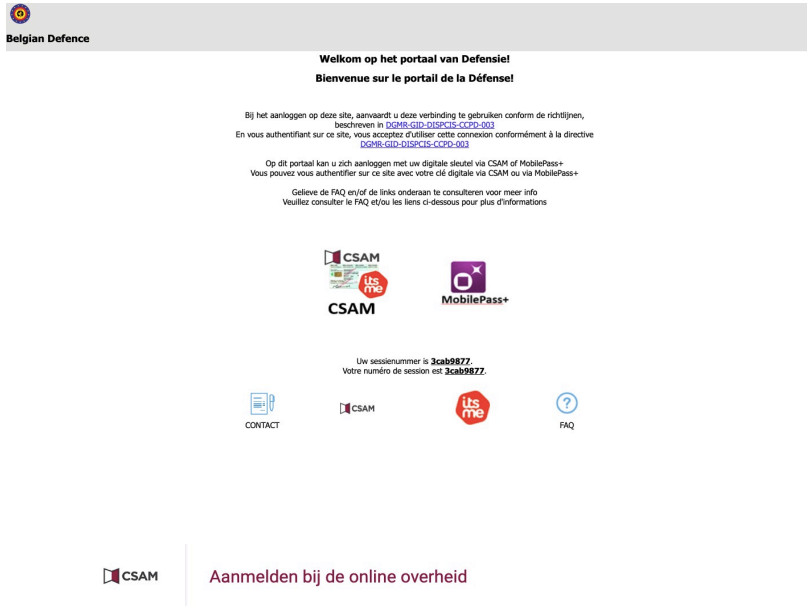 Belgian Defence
Welkom op het portaal van Defensie!
Bienvenue sur le portail de la Défense!
Bij het aanloggen op deze site, aanvaardt u deze verbinding te gebruiken conform de richtlijnen,
beschreven in DGMR-GID-DISPCIS-CCPD-003
En vous authentifiant sur ce site, vous acceptez d'utiliser cette connexion conformément à la directive
DGMR-GID-DISPCIS-CCPD-003
Op dit portaal kan u zich aanloggen met uw digitale sleutel via CSAM of MobilePass+
Vous pouvez vous authentifier sur ce site avec votre clé digitale via CSAM ou via MobilePass+
Gelieve de FAQ en/of de links onderaan te consulteren voor meer info
Veuillez consulter le FAQ et/ou les liens ci-dessous pour plus d'informations
CSAM
its
me
CSAM
MobilePass+
Uw sessienummer is 3cab9877.
Votre numéro de session est 3cab9877.
CONTACT
CSAM
its
me
?
FAQ
CSAM
Aanmelden bij de online overheid